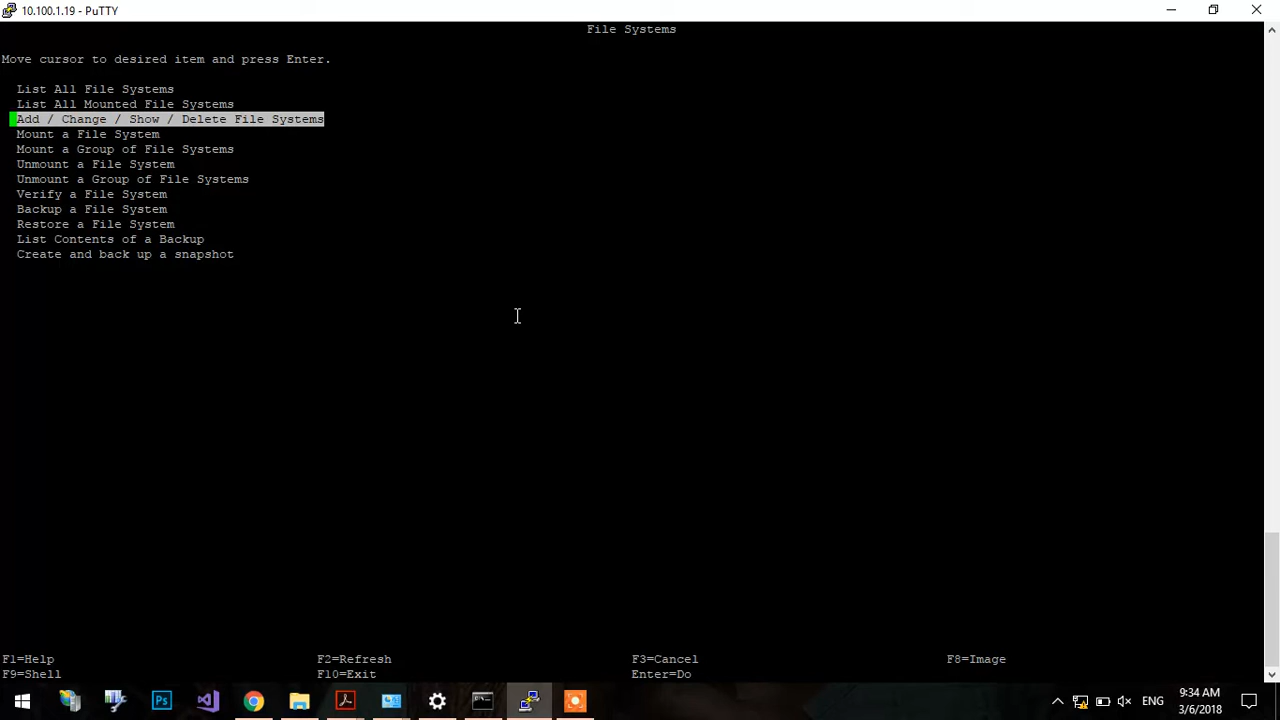 10.100.1.19 - PuTTY
File Systems
Move cursor to desired item and press Enter.
List All File Systems
List All Mounted File Systems
Add / Change / Show / Delete File Systems
Mount a File System
Mount a Group of File Systems
Unmount a File System
Unmount a Group of File Systems
Verify a File System
Backup a File System
Restore a File System
List Contents of a Backup
Create and back up a snapshot
F1=Help F2=Refresh F3=Cancel F8=Image
F9=Shell F10=Exit Enter=Do
Ps
ENG
9:34 AM
3/6/2018